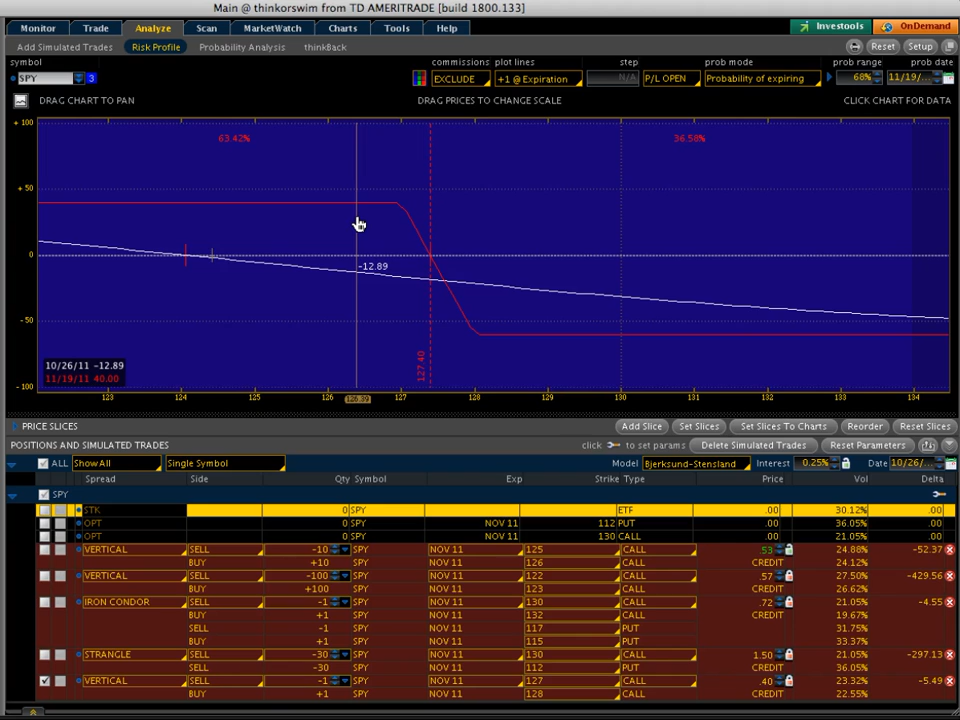 Main @ thinkorswim from TD AMERITRADE [build 1800.133]
Monitor Trade Analyze Scan MarketWatch Charts Tools Help Investools OnDemand
Add Simulated Trades Risk Profile Probability Analysis thinkBack Reset Setup
symbol commissions plot lines step prob mode prob range prob date
SPY 3 EXCLUDE +1 @ Expiration N/A P/L OPEN Probability of expiring 68% 11/19/...
DRAG CHART TO PAN DRAG PRICES TO CHANGE SCALE CLICK CHART FOR DATA
+100
63.42% 36.58%
+50
0
-12.89
-50
127.40
10/26/11 -12.89
11/19/11 40.00
-100
123 124 125 126 126.39 127 128 129 130 131 132 133 134
PRICE SLICES Add Slice Set Slices Set Slices To Charts Reorder Reset Slices
POSITIONS AND SIMULATED TRADES click to set params Delete Simulated Trades Reset Parameters
ALL Show All Single Symbol Model Bjerksund-Stensland Interest 0.25% Date 10/26/...
Spread Side Qty Symbol Exp Strike Type Price Vol Delta
SPY
STK 0 SPY ETF .00 30.12% .00
OPT 0 SPY NOV 11 112 PUT .00 36.05% .00
OPT 0 SPY NOV 11 130 CALL .00 21.05% .00
VERTICAL SELL -10 SPY NOV 11 125 CALL .53 24.88% -52.37
BUY +10 SPY NOV 11 126 CALL CREDIT 24.12%
VERTICAL SELL -100 SPY NOV 11 122 CALL .57 27.50% -429.56
BUY +100 SPY NOV 11 123 CALL CREDIT 26.62%
IRON CONDOR SELL -1 SPY NOV 11 130 CALL .72 21.05% -4.55
BUY +1 SPY NOV 11 132 CALL CREDIT 19.67%
SELL -1 SPY NOV 11 117 PUT 31.75%
BUY +1 SPY NOV 11 115 PUT 33.37%
STRANGLE SELL -30 SPY NOV 11 130 CALL 1.50 21.05% -297.13
SELL -30 SPY NOV 11 112 PUT CREDIT 36.05%
VERTICAL SELL -1 SPY NOV 11 127 CALL .40 23.32% -5.49
BUY +1 SPY NOV 11 128 CALL CREDIT 22.55%